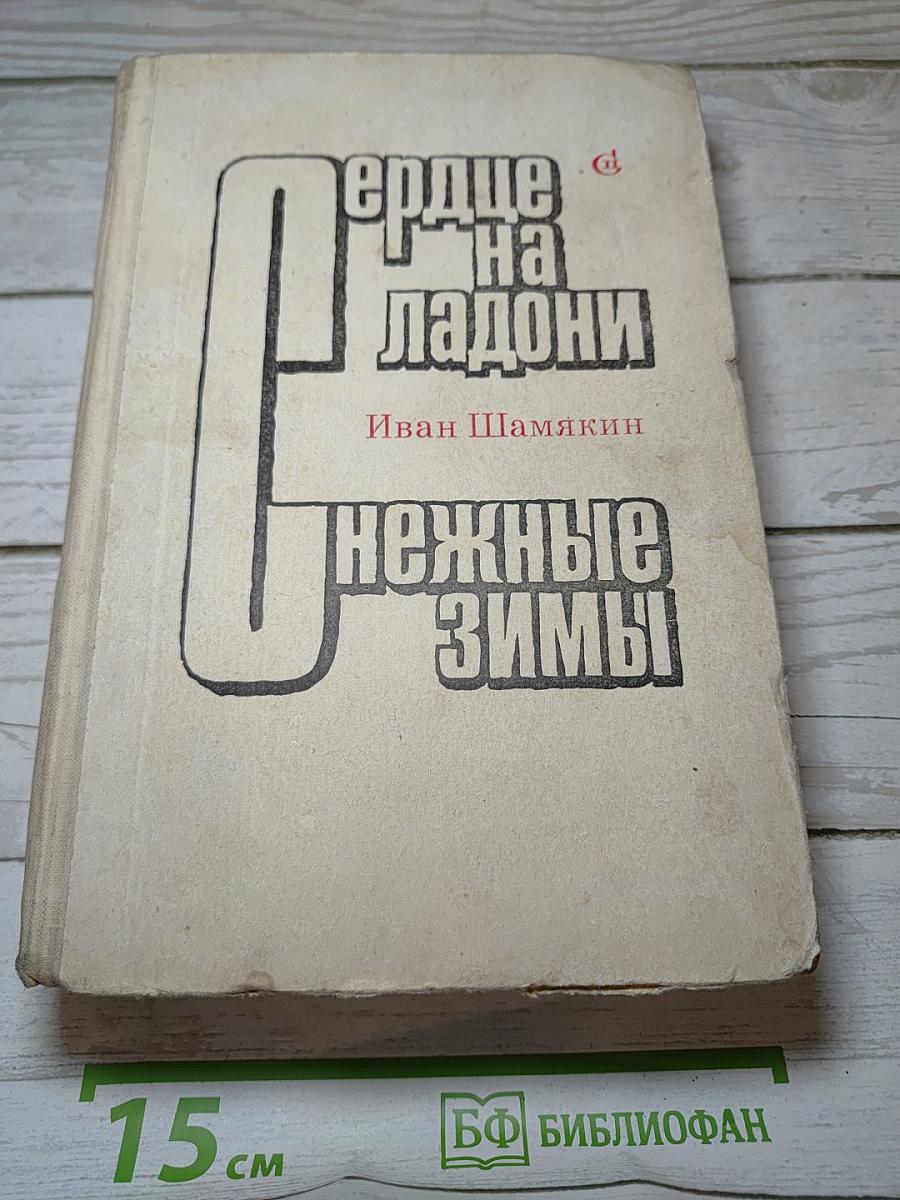 Сердце
на
ладони
Иван Шамякин
Снежные
зимы
15 см
БФ БИБЛИОФАН